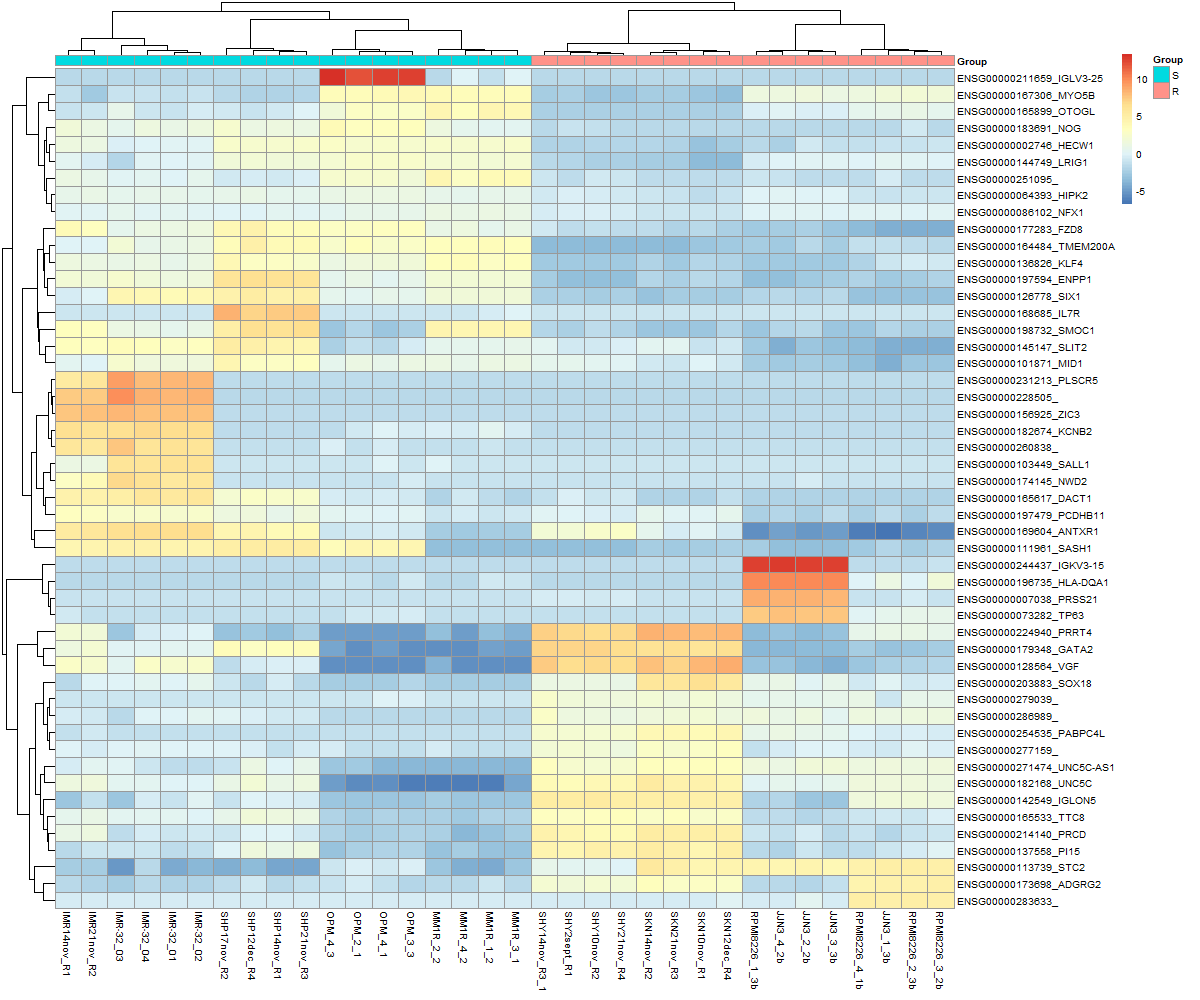 Group
ENSG00000211659_IGLV3-25
ENSG00000167306_MYO5B
ENSG00000165899_OTOGL
ENSG00000183691_NOG
ENSG00000002746_HECW1
ENSG00000144749_LRIG1
ENSG00000251095_
ENSG00000064393_HIPK2
ENSG00000086102_NFX1
ENSG00000177283_FZD8
ENSG00000164484_TMEM200A
ENSG00000136826_KLF4
ENSG00000197594_ENPP1
ENSG00000126778_SIX1
ENSG00000168685_IL7R
ENSG00000198732_SMOC1
ENSG00000145147_SLIT2
ENSG00000101871_MID1
ENSG00000231213_PLSCR5
ENSG00000228505_
ENSG00000156925_ZIC3
ENSG00000182674_KCNB2
ENSG00000260838_
ENSG00000103449_SALL1
ENSG00000174145_NWD2
ENSG00000165617_DACT1
ENSG00000197479_PCDHB11
ENSG00000169604_ANTXR1
ENSG00000111961_SASH1
ENSG00000244437_IGKV3-15
ENSG00000196735_HLA-DQA1
ENSG00000007038_PRSS21
ENSG00000073282_TP63
ENSG00000224940_PRRT4
ENSG00000179348_GATA2
ENSG00000128564_VGF
ENSG00000203883_SOX18
ENSG00000279039_
ENSG00000286989_
ENSG00000254535_PABPC4L
ENSG00000277159_
ENSG00000271474_UNC5C-AS1
ENSG00000182168_UNC5C
ENSG00000142549_IGLON5
ENSG00000165533_TTC8
ENSG00000214140_PRCD
ENSG00000137558_PI15
ENSG00000113739_STC2
ENSG00000173698_ADGRG2
ENSG00000283633_
IMR14nov_R1
IMR21nov_R2
IMR-32_03
IMR-32_04
IMR-32_01
IMR-32_02
SHP17nov_R2
SHP12dec_R4
SHP14nov_R1
SHP21nov_R3
OPM_4_3
OPM_2_1
OPM_4_1
OPM_3_3
MM1R_2_2
MM1R_4_2
MM1R_1_2
MM1R_3_1
SHY14nov_R3_1
SHY2sept_R1
SHY10nov_R2
SHY21nov_R4
SKN14nov_R2
SKN21nov_R3
SKN10nov_R1
SKN12dec_R4
RPMI8226_1_3b
JJN3_4_2b
JJN3_2_2b
JJN3_3_3b
RPMI8226_4_1b
JJN3_1_3b
RPMI8226_2_3b
RPMI8226_3_2b
10
5
0
-5
Group
S
R